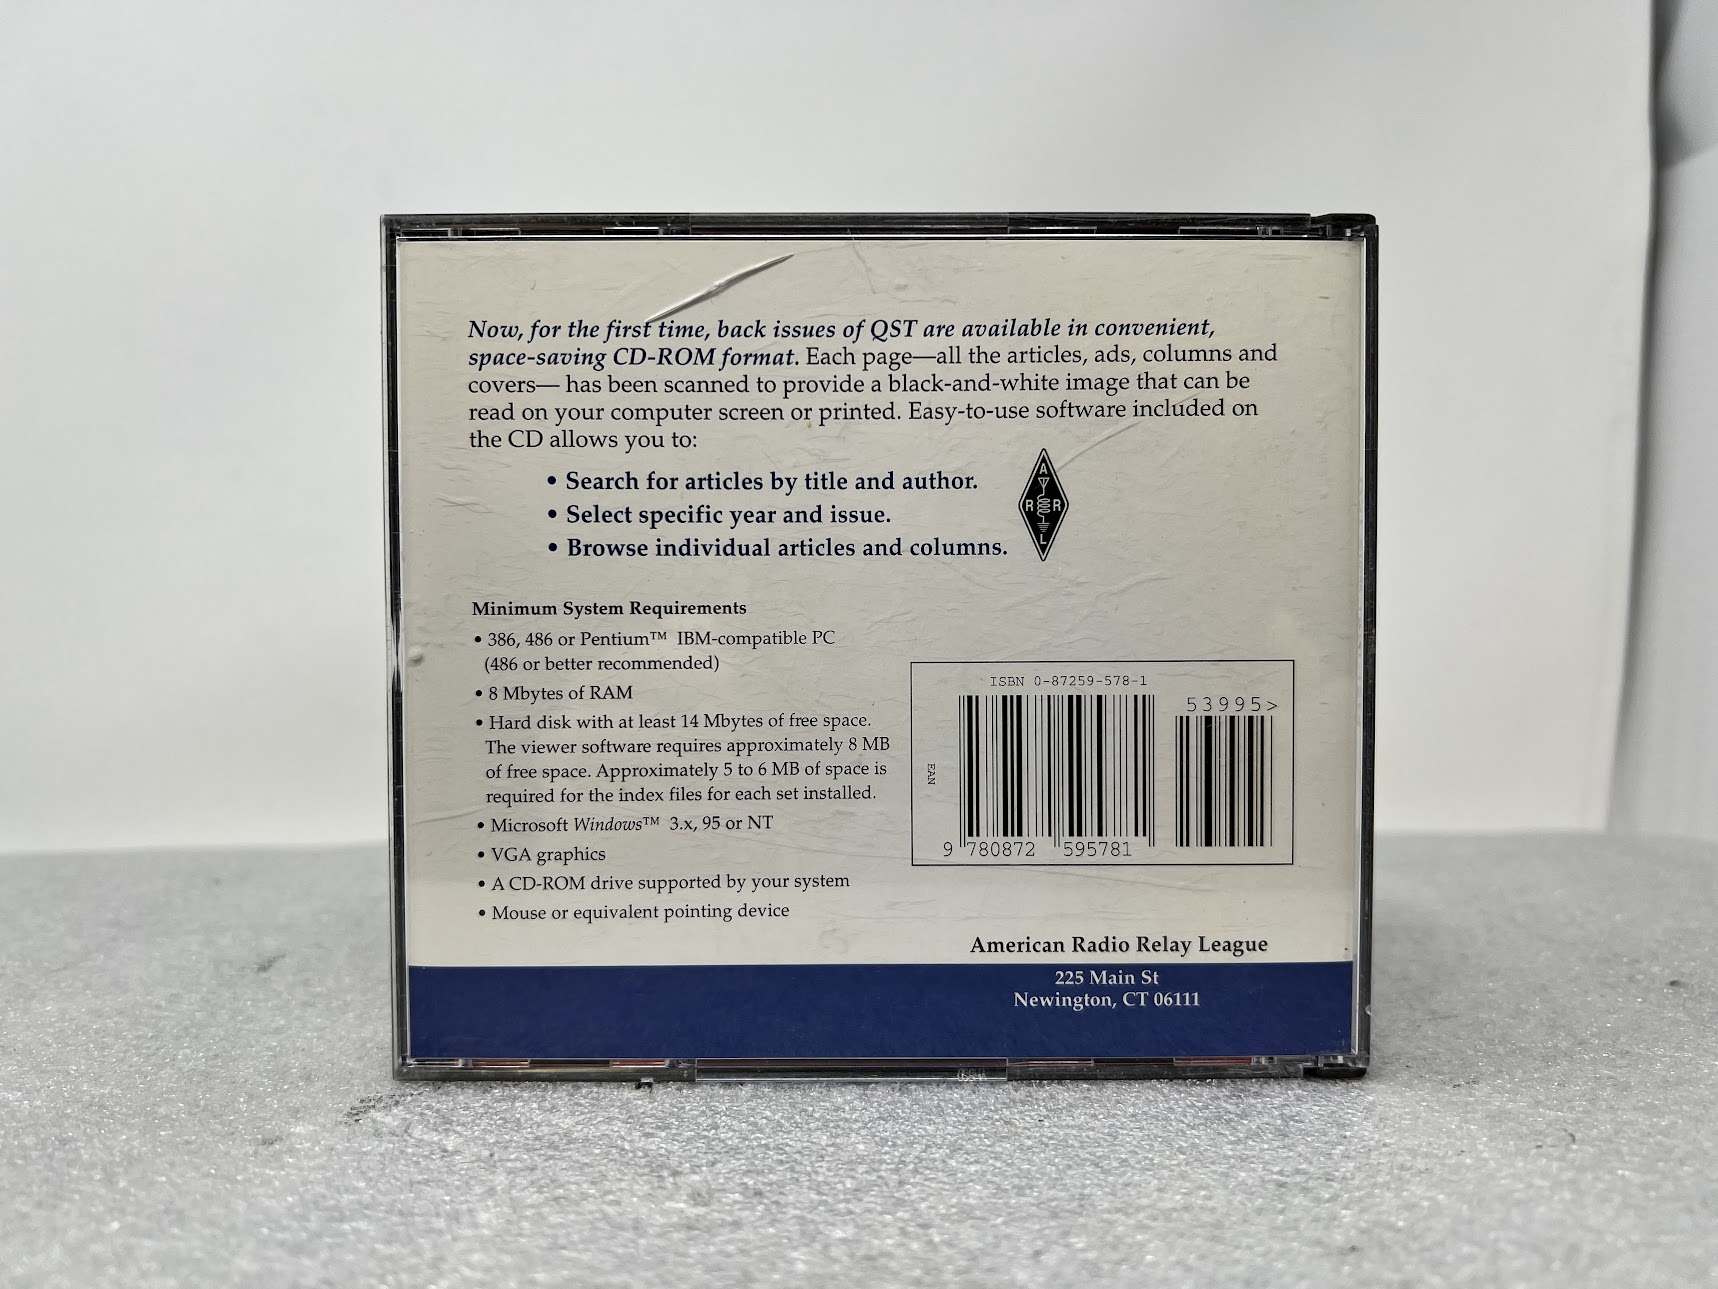 Now, for the first time, back issues of QST are available in convenient,
space-saving CD-ROM format. Each page—all the articles, ads, columns and
covers— has been scanned to provide a black-and-white image that can be
read on your computer screen or printed. Easy-to-use software included on
the CD allows you to:
• Search for articles by title and author.
• Select specific year and issue.
• Browse individual articles and columns.
A
R R
L
Minimum System Requirements
• 386, 486 or Pentium™ IBM-compatible PC
(486 or better recommended)
• 8 Mbytes of RAM
• Hard disk with at least 14 Mbytes of free space.
The viewer software requires approximately 8 MB
of free space. Approximately 5 to 6 MB of space is
required for the index files for each set installed.
• Microsoft Windows™ 3.x, 95 or NT
• VGA graphics
• A CD-ROM drive supported by your system
• Mouse or equivalent pointing device
ISBN 0-87259-578-1
53995>
EAN
9 780872 595781
American Radio Relay League
225 Main St
Newington, CT 06111